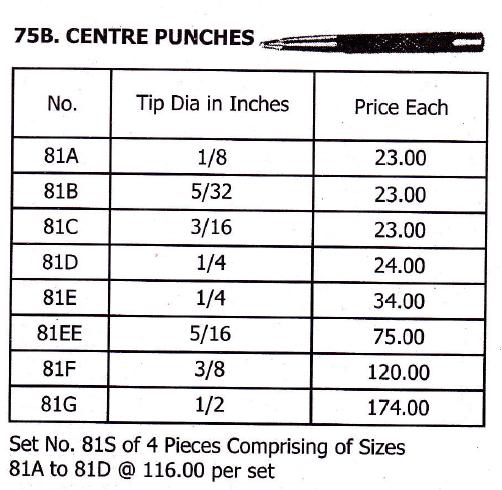 75B. CENTRE PUNCHES
No. Tip Dia in Inches Price Each
81A 1/8 23.00
81B 5/32 23.00
81C 3/16 23.00
81D 1/4 24.00
81E 1/4 34.00
81EE 5/16 75.00
81F 3/8 120.00
81G 1/2 174.00
Set No. 81S of 4 Pieces Comprising of Sizes
81A to 81D @ 116.00 per set